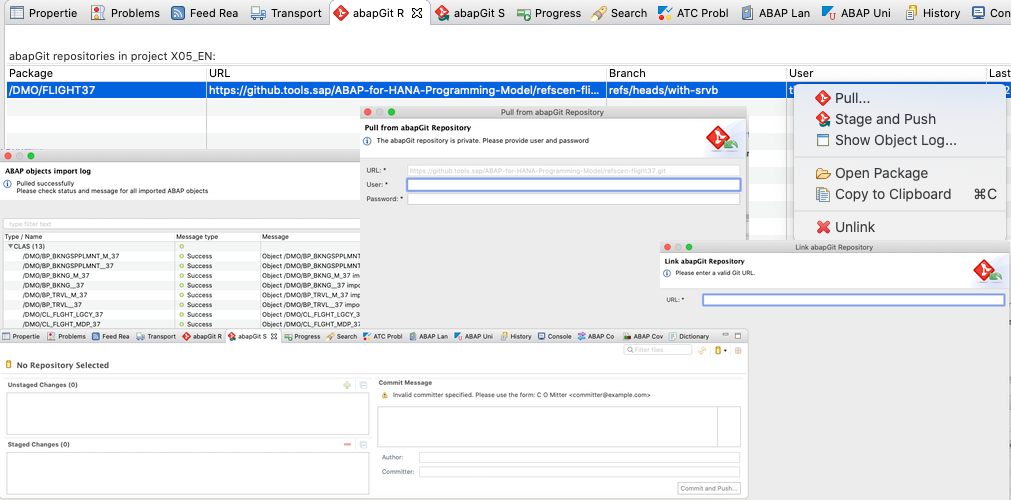 Propertie Problems Feed Rea Transport abapGit R abapGit S Progress Search ATC Probl ABAP Lan ABAP Uni History Con
abapGit repositories in project X05_EN:
Package URL Branch User Last
/DMO/FLIGHT37 https://github.tools.sap/ABAP-for-HANA-Programming-Model/refscen-fli... refs/heads/with-srvb
Pull...
Stage and Push
Show Object Log...
Open Package
Copy to Clipboard ⌘C
Unlink
Pull from abapGit Repository
Pull from abapGit Repository
The abapGit repository is private. Please provide user and password
URL: * https://github.tools.sap/ABAP-for-HANA-Programming-Model/refscen-flight37.git
User: *
Password: *
ABAP objects import log
Pulled successfully
Please check status and message for all imported ABAP objects
type filter text
Type / Name Message type Message
CLAS (13)
/DMO/BP_BKNGSPPLMNT_M_37 Success Object /DMO/BP_BKNGSPPLMNT
/DMO/BP_BKNGSPPLMNT__37 Success Object /DMO/BP_BKNGSPPLMNT
/DMO/BP_BKNG_M_37 Success Object /DMO/BP_BKNG_M_37 impo
/DMO/BP_BKNG__37 Success Object /DMO/BP_BKNG__37 impor
/DMO/BP_TRVL_M_37 Success Object /DMO/BP_TRVL_M_37 impo
/DMO/BP_TRVL__37 Success Object /DMO/BP_TRVL__37 impor
/DMO/CL_FLGHT_LGCY_37 Success Object /DMO/CL_FLGHT_LGCY_37
/DMO/CL_FLGHT_MDP_37 Success Object /DMO/CL_FLGHT_MDP_37
Link abapGit Repository
Link abapGit Repository
Please enter a valid Git URL.
URL: *
Propertie Problems Feed Rea Transport abapGit R abapGit S Progress Search ATC Probl ABAP Lan ABAP Uni History Console ABAP Co ABAP Cov Dictionary
Filter files
No Repository Selected
Unstaged Changes (0)
Staged Changes (0)
Commit Message
Invalid committer specified. Please use the form: C O Mitter <committer@example.com>
Author:
Committer:
Commit and Push...